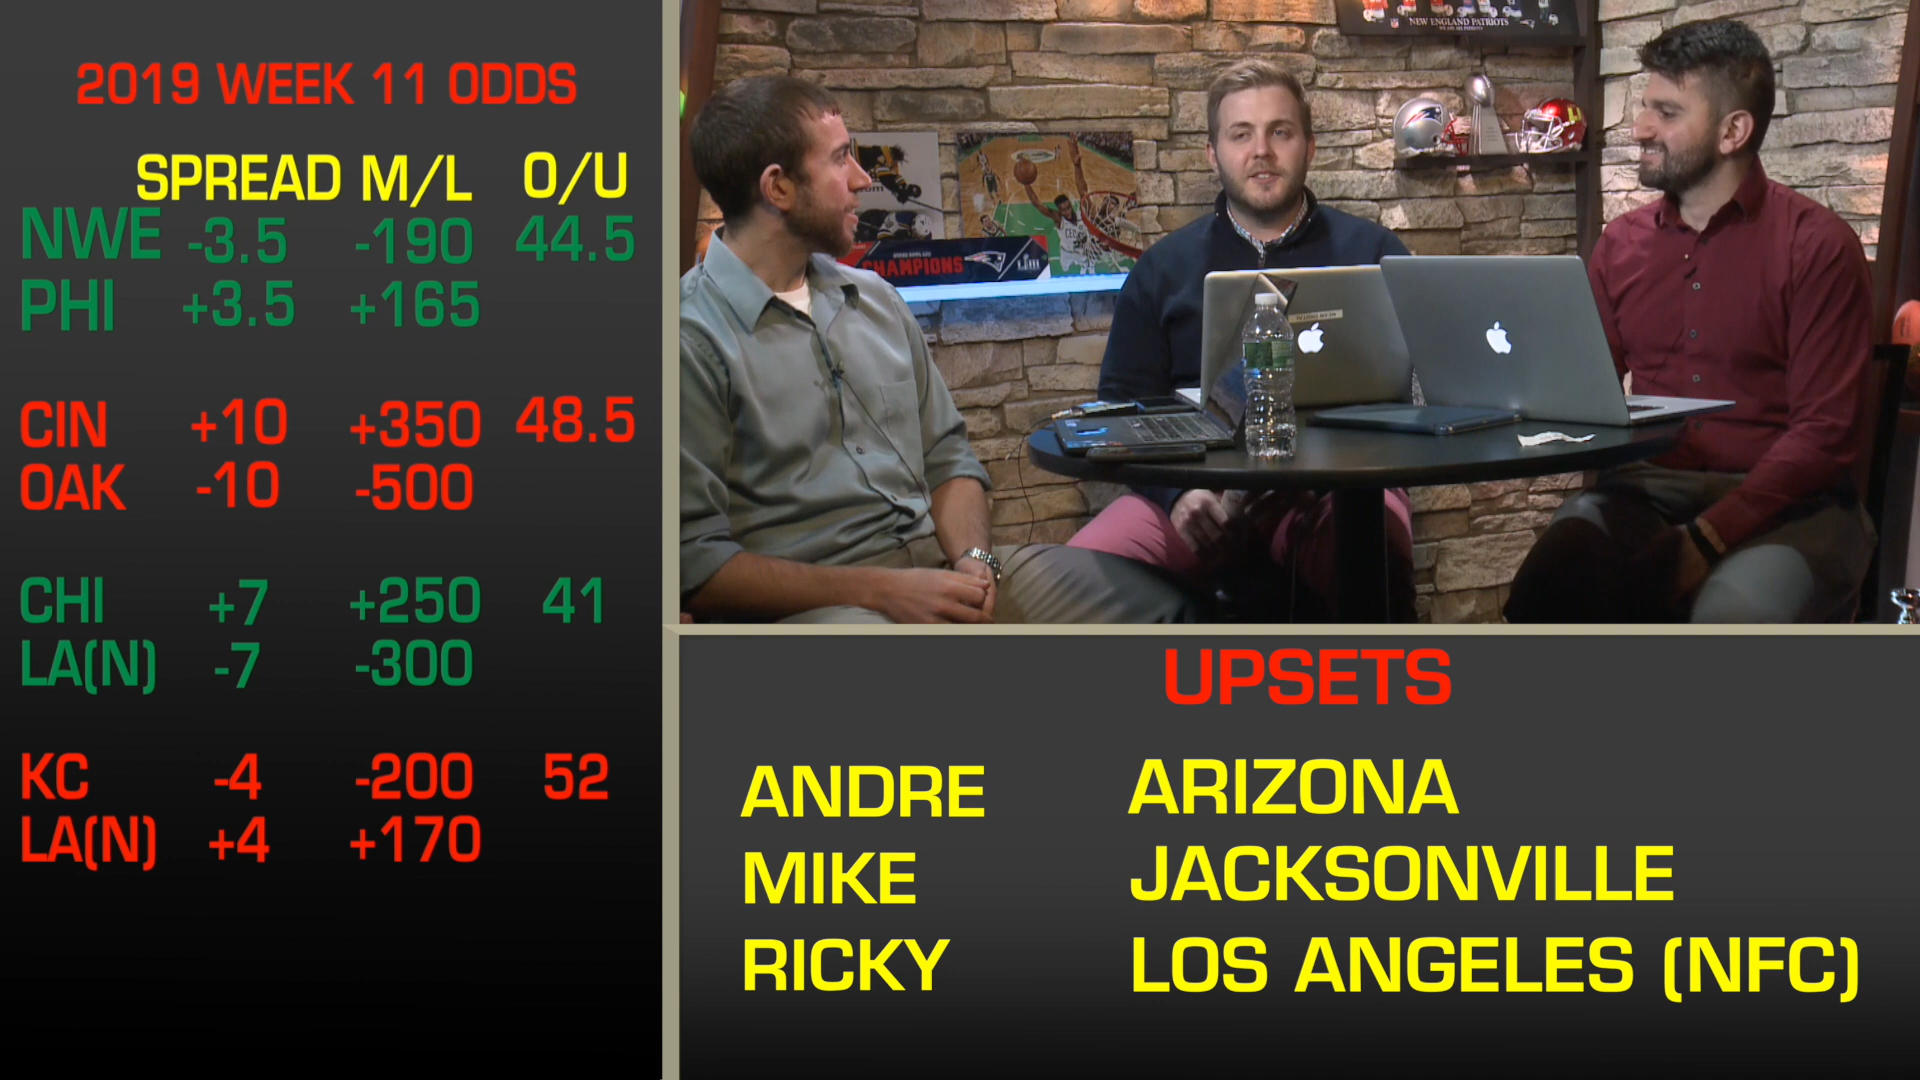 2019 WEEK 11 ODDS
SPREAD M/L O/U
NWE -3.5 -190 44.5
PHI +3.5 +165
CIN +10 +350 48.5
OAK -10 -500
CHI +7 +250 41
LA(N) -7 -300
KC -4 -200 52
LA(N) +4 +170
NEW ENGLAND PATRIOTS
CHAMPIONS
LIII
UPSETS
ANDRE ARIZONA
MIKE JACKSONVILLE
RICKY LOS ANGELES (NFC)